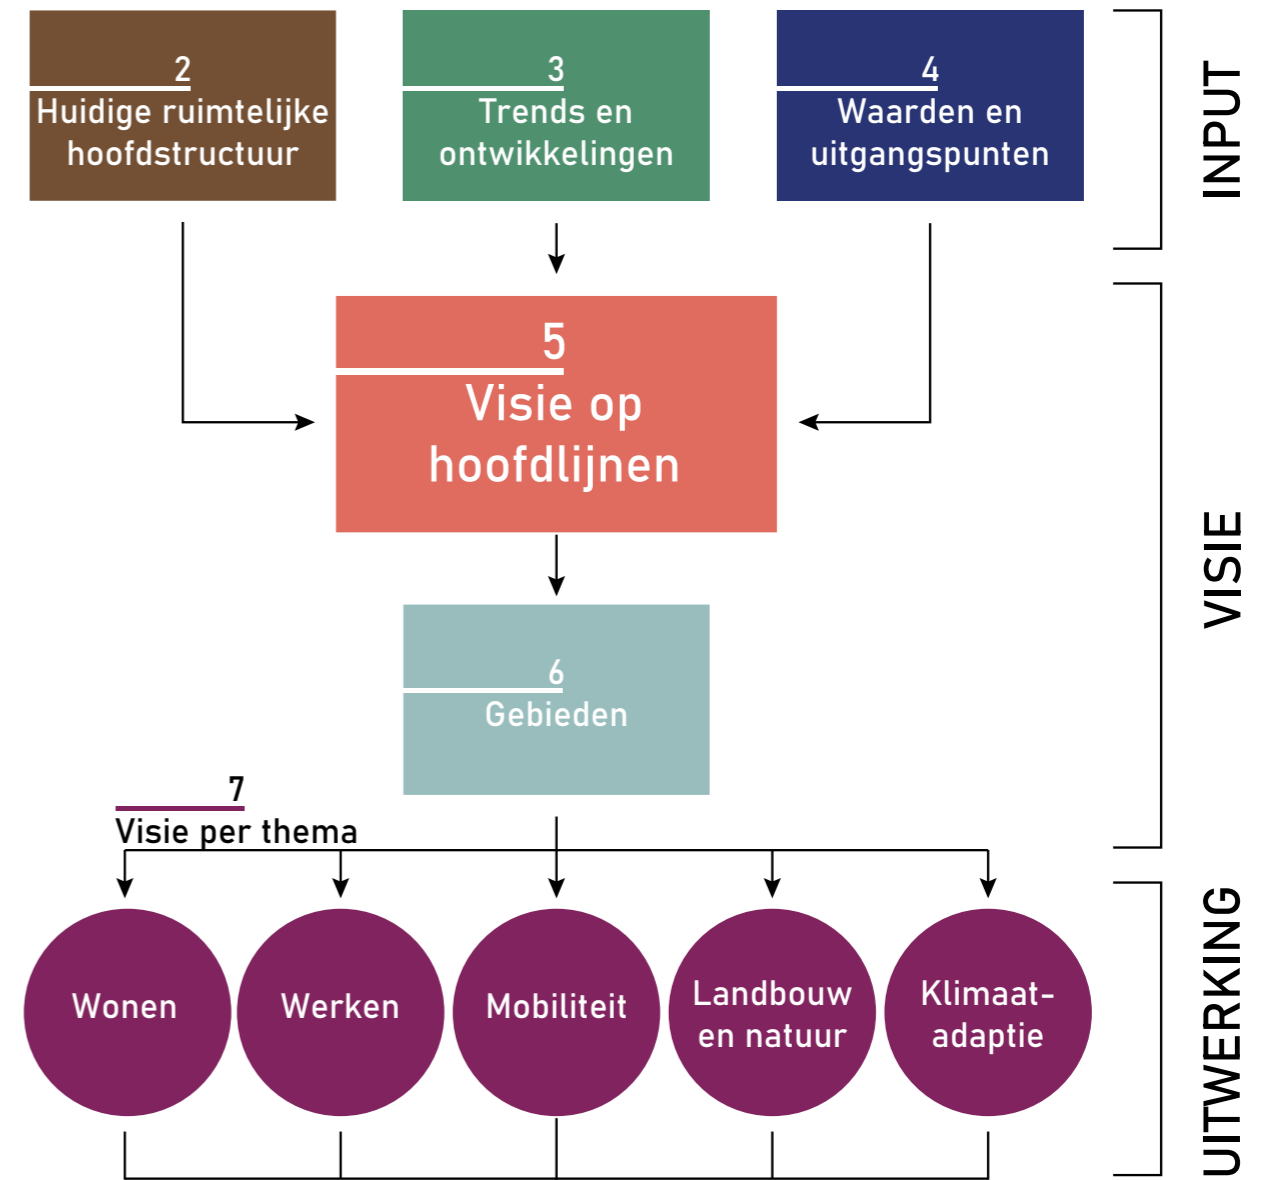 2
Huidige ruimtelijke
hoofdstructuur
3
Trends en
ontwikkelingen
4
Waarden en
uitgangspunten
INPUT
5
Visie op
hoofdlijnen
6
Gebieden
VISIE
7
Visie per thema
Wonen
Werken
Mobiliteit
Landbouw
en natuur
Klimaat-
adaptie
UITWERKING